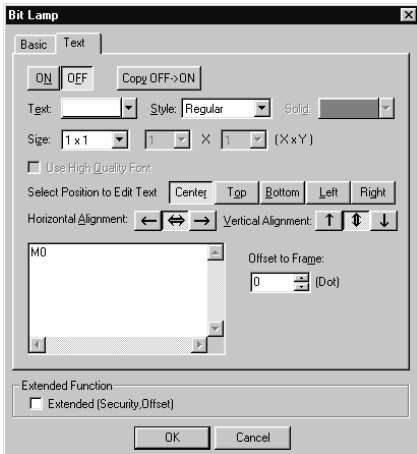 Bit Lamp
Basic Text
ON OFF Copy OFF->ON
Text: Style: Regular Solid:
Size: 1 x 1 1 X 1 (X x Y)
Use High Quality Font
Select Position to Edit Text Center Top Bottom Left Right
Horizontal Alignment: Vertical Alignment:
M0
Offset to Frame:
0 (Dot)
Extended Function
Extended (Security,Offset)
OK Cancel